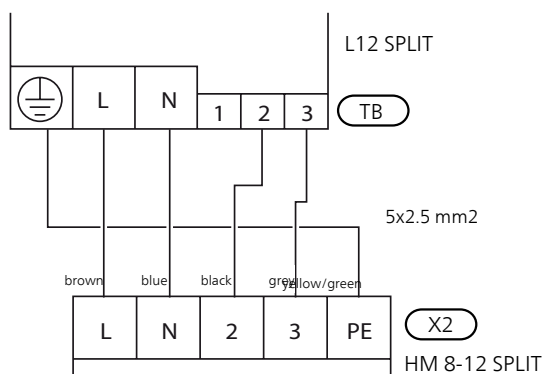 L12 SPLIT
L N 1 2 3 TB
5x2.5 mm2
brown blue black grey yellow/green
L N 2 3 PE X2
HM 8-12 SPLIT